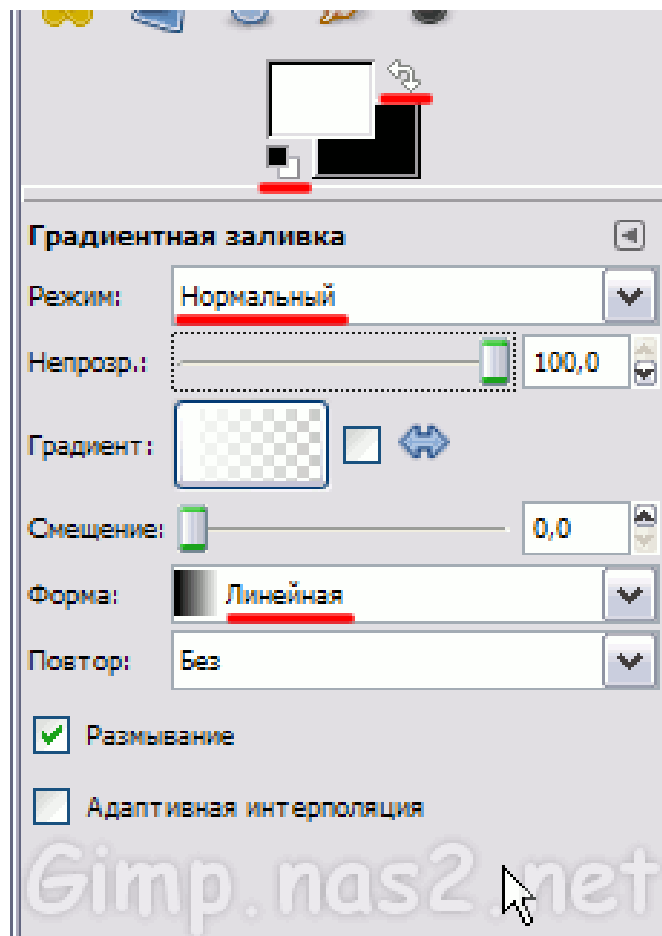 Градиентная заливка
Режим: Нормальный
Непрозр.: 100,0
Градиент:
Смещение: 0,0
Форма: Линейная
Повтор: Без
Размывание
Адаптивная интерполяция
Gimp.nas2.net